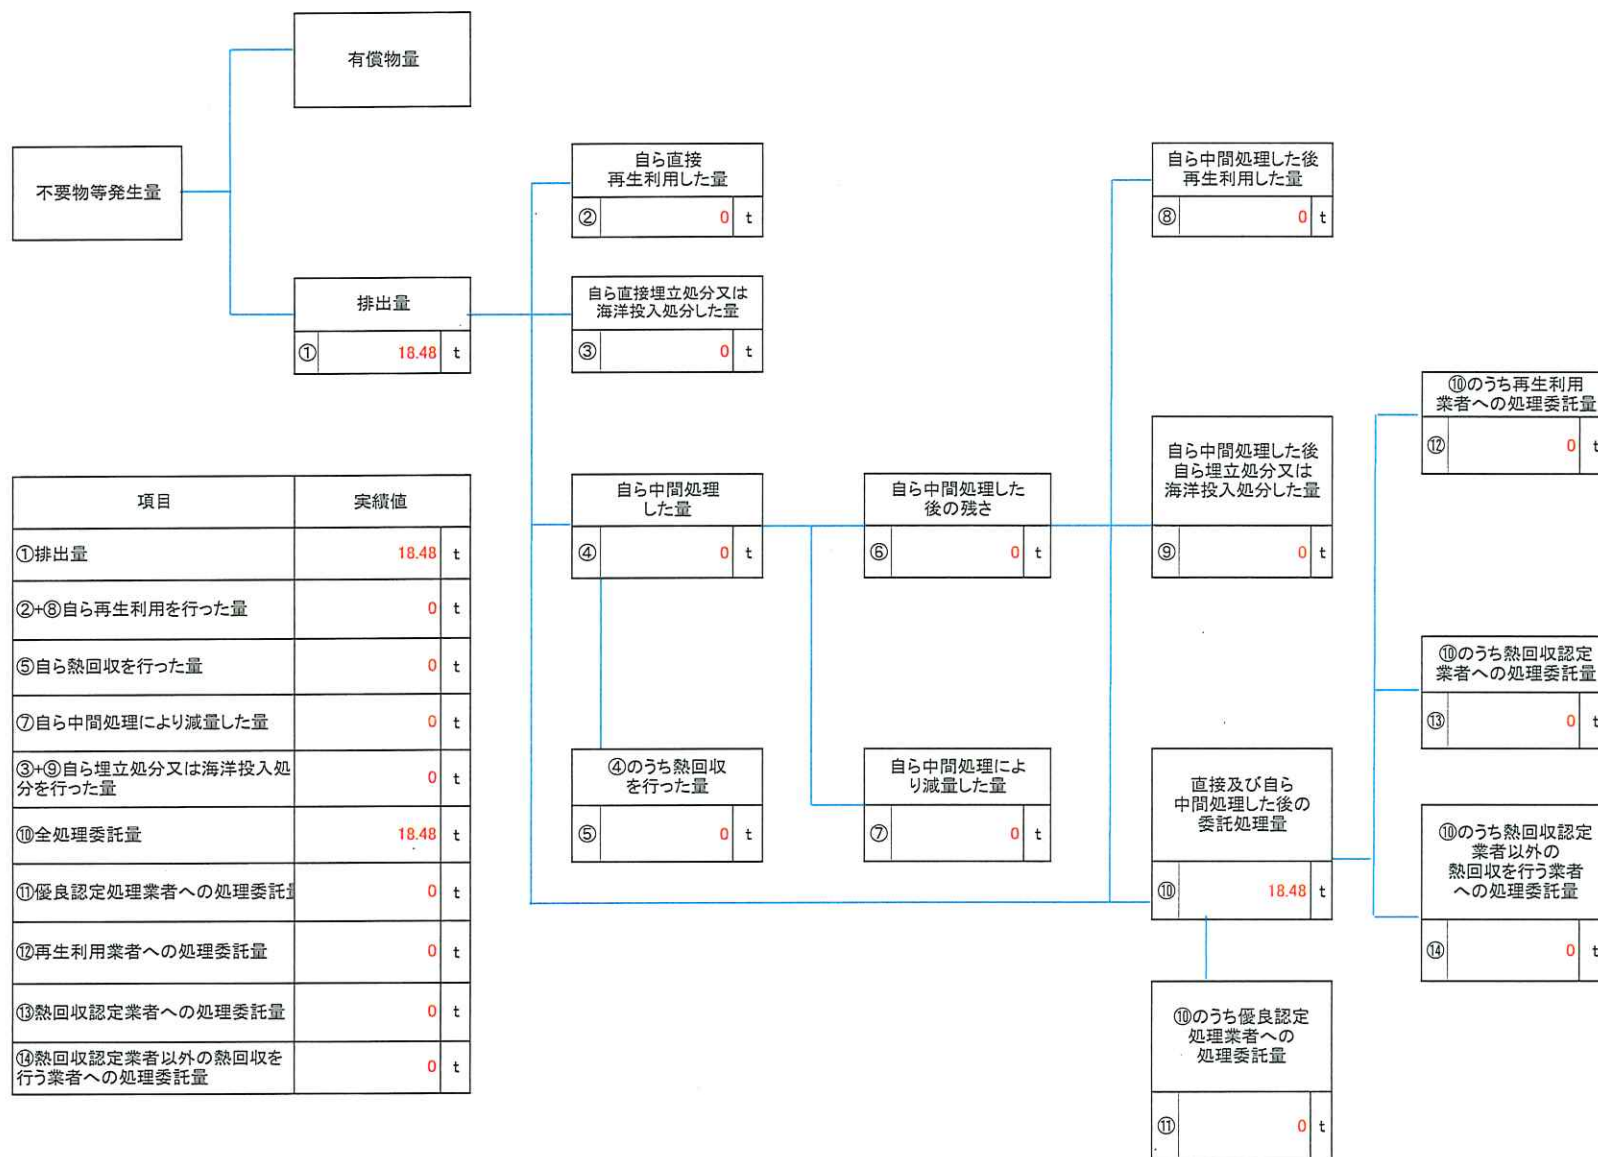 有償物量
不要物等発生量
排出量
① 18.48 t
自ら直接
再生利用した量
② 0 t
自ら直接埋立処分又は
海洋投入処分した量
③ 0 t
自ら中間処理
した量
④ 0 t
④のうち熱回収
を行った量
⑤ 0 t
自ら中間処理した
後の残さ
⑥ 0 t
自ら中間処理によ
り減量した量
⑦ 0 t
自ら中間処理した後
再生利用した量
⑧ 0 t
自ら中間処理した後
自ら埋立処分又は
海洋投入処分した量
⑨ 0 t
直接及び自ら
中間処理した後の
委託処理量
⑩ 18.48 t
⑩のうち優良認定
処理業者への
処理委託量
⑪ 0 t
⑩のうち再生利用
業者への処理委託量
⑫ 0 t
⑩のうち熱回収認定
業者への処理委託量
⑬ 0 t
⑩のうち熱回収認定
業者以外の
熱回収を行う業者
への処理委託量
⑭ 0 t
項目 実績値
①排出量 18.48 t
②+⑧自ら再生利用を行った量 0 t
⑤自ら熱回収を行った量 0 t
⑦自ら中間処理により減量した量 0 t
③+⑨自ら埋立処分又は海洋投入処
分を行った量 0 t
⑩全処理委託量 18.48 t
⑪優良認定処理業者への処理委託 0 t
⑫再生利用業者への処理委託量 0 t
⑬熱回収認定業者への処理委託量 0 t
⑭熱回収認定業者以外の熱回収を
行う業者への処理委託量 0 t